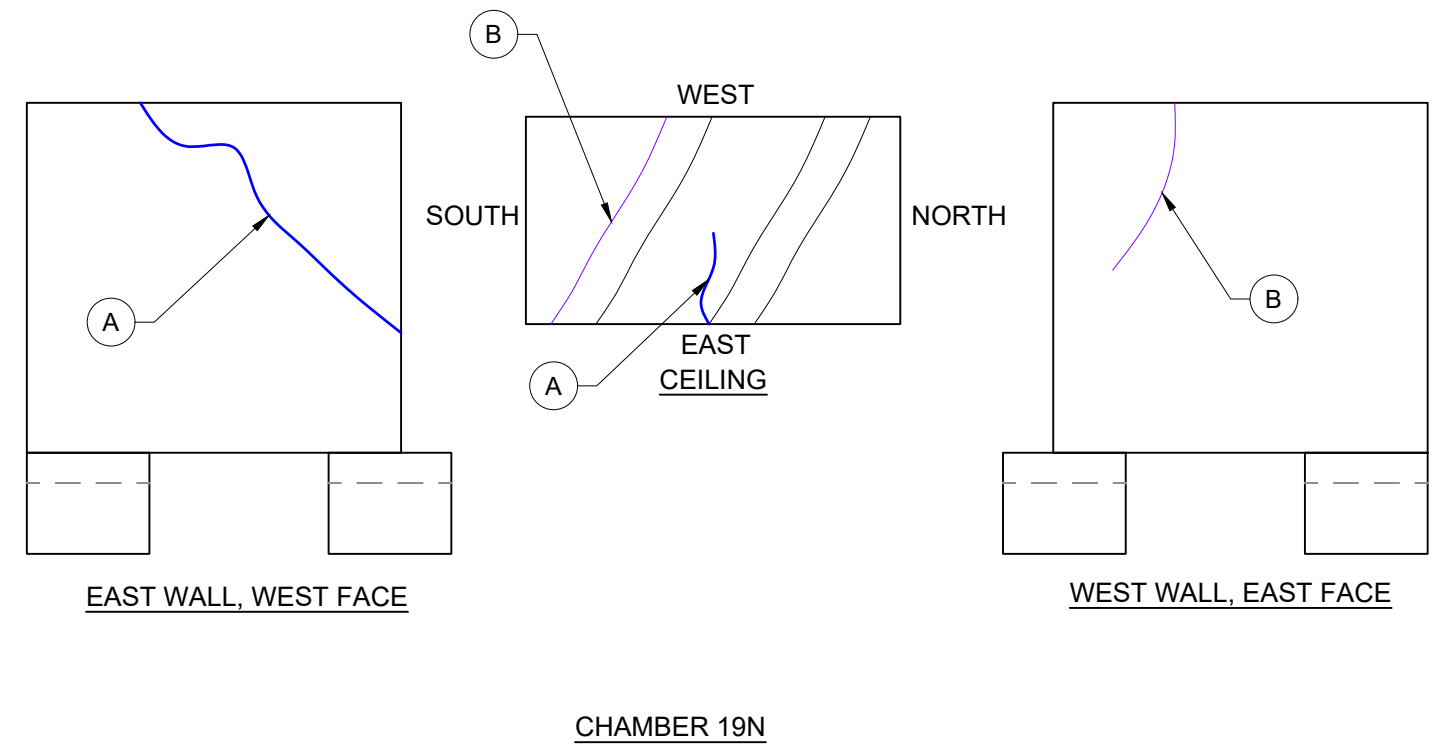 B
WEST
SOUTH
NORTH
A
B
EAST
CEILING
A
EAST WALL, WEST FACE
WEST WALL, EAST FACE
CHAMBER 19N